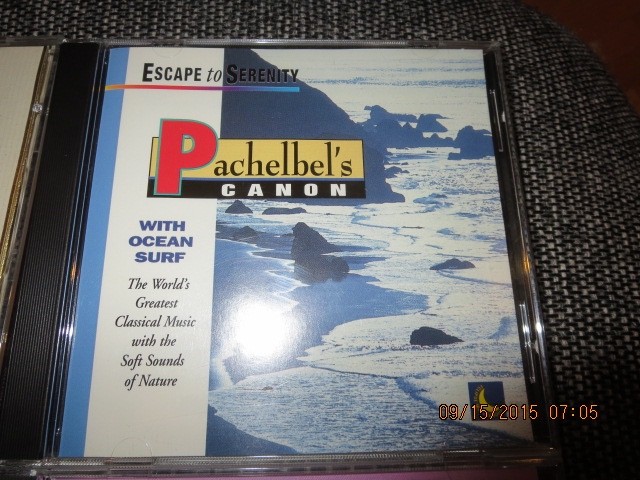 ESCAPE to SERENITY
Pachelbel's
CANON
WITH
OCEAN
SURF
The World's
Greatest
Classical Music
with the
Soft Sounds
of Nature
09/15/2015 07:05